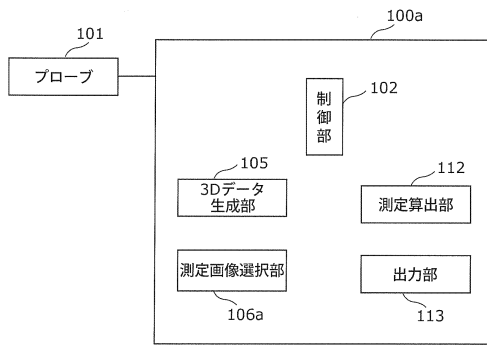 100a
101
プローブ
102
制
御
部
105
3Dデータ
生成部
112
測定算出部
測定画像選択部
106a
出力部
113